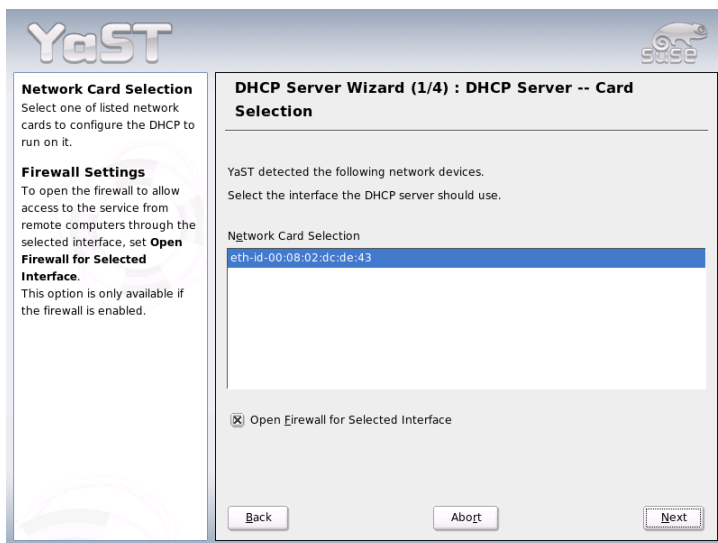 YaST
SUSE
Network Card Selection
Select one of listed network
cards to configure the DHCP to
run on it.
Firewall Settings
To open the firewall to allow
access to the service from
remote computers through the
selected interface, set Open
Firewall for Selected
Interface.
This option is only available if
the firewall is enabled.
DHCP Server Wizard (1/4) : DHCP Server -- Card
Selection
YaST detected the following network devices.
Select the interface the DHCP server should use.
Network Card Selection
eth-id-00:08:02:dc:de:43
Open Firewall for Selected Interface
Back
Abort
Next